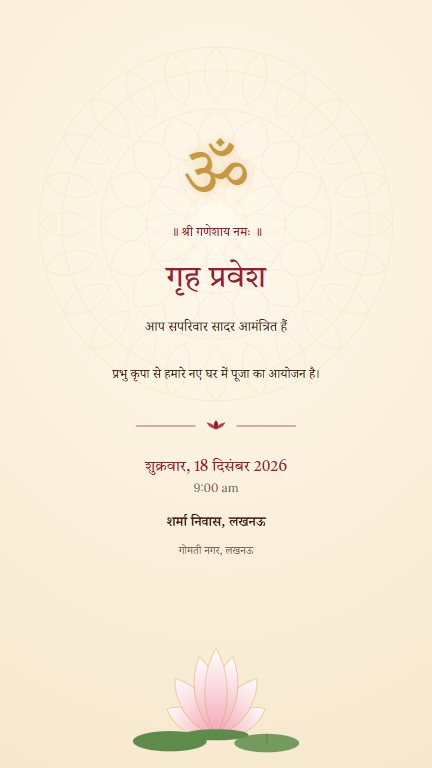 ॐ
॥ श्री गणेशाय नमः ॥
गृह प्रवेश
आप सपरिवार सादर आमंत्रित हैं
प्रभु कृपा से हमारे नए घर में पूजा का आयोजन है।
शुक्रवार, 18 दिसंबर 2026
9:00 am
शर्मा निवास, लखनऊ
गोमती नगर, लखनऊ